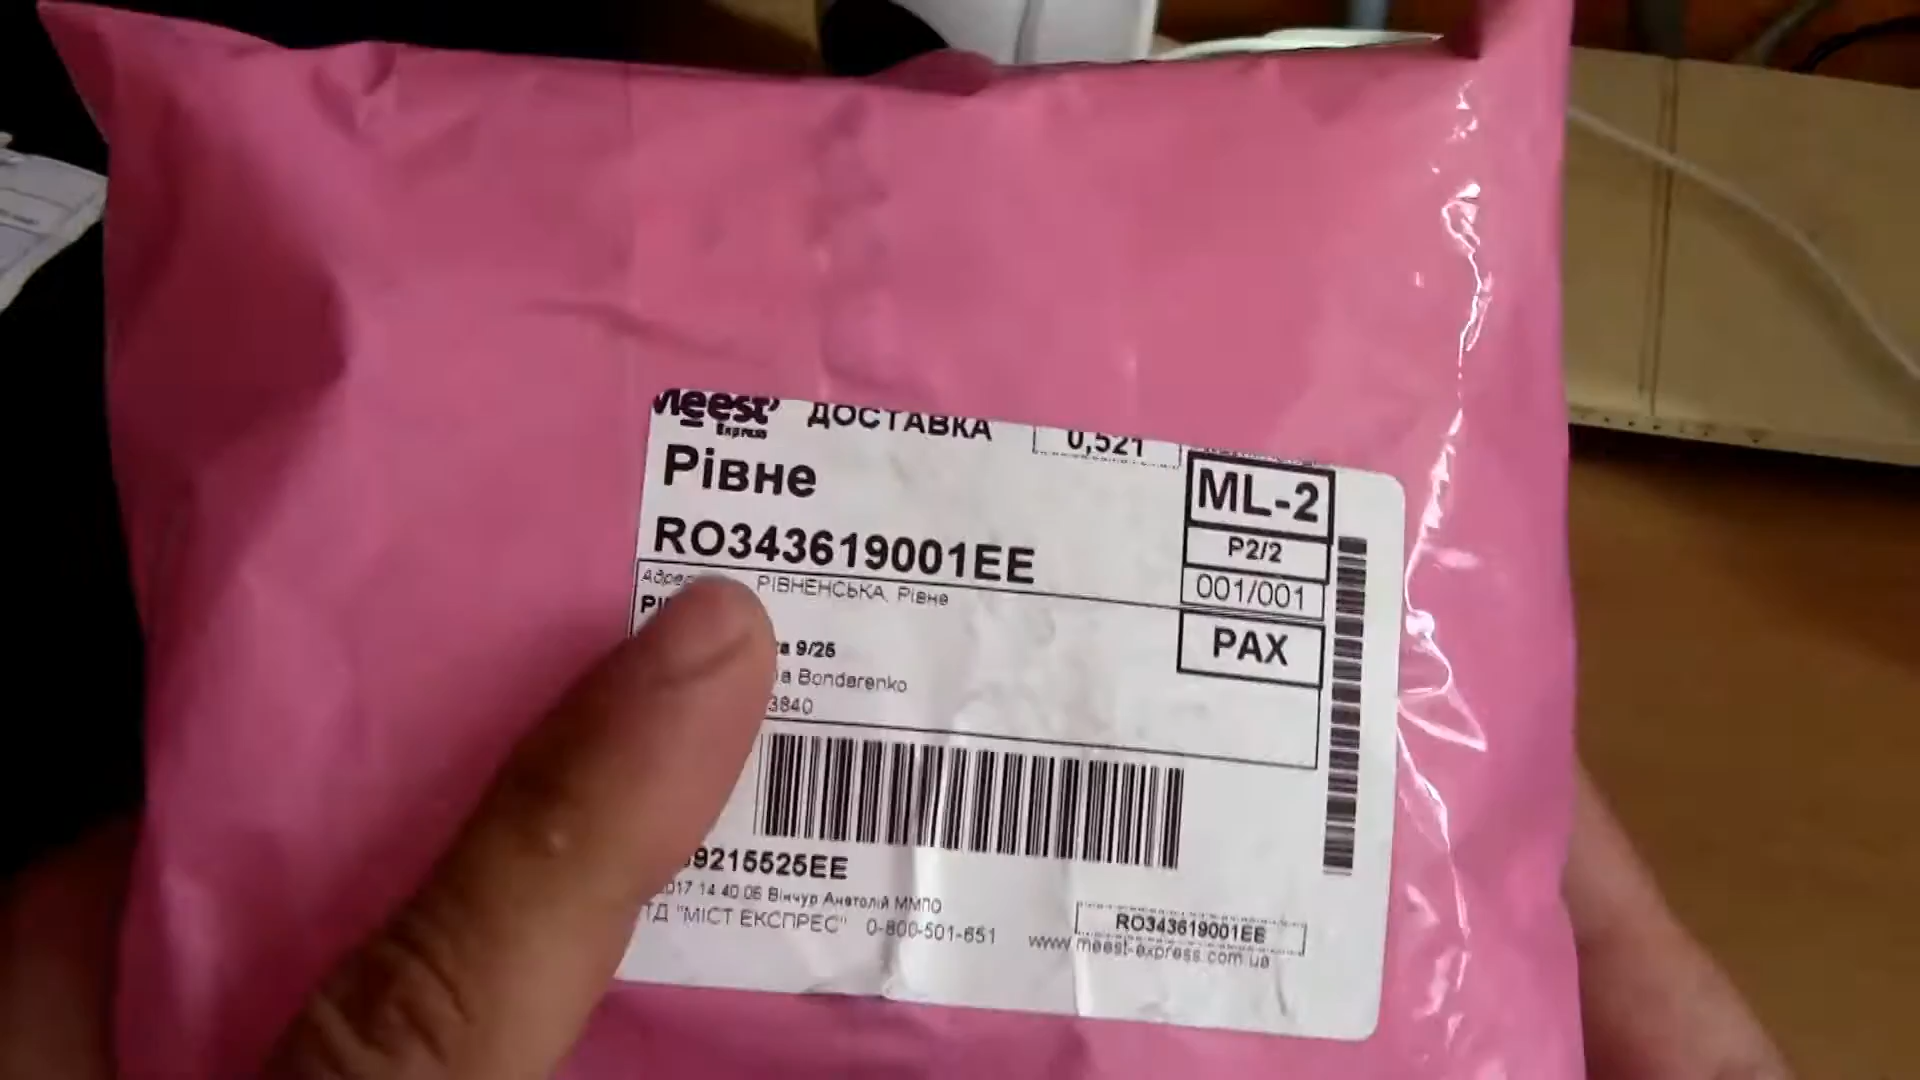 Meest ДОСТАВКА 0,521
Express
Рівне
ML-2
RO343619001EE
P2/2
РІВНЕНСЬКА, Рівне
001/001
PAX
9/25
Bondarenko
3840
9215525EE
14:40:06 Вінчур Анатолій ММПО
ТД "МІСТ ЕКСПРЕС" 0-800-501-651
RO343619001EE
www.meest-express.com.ua